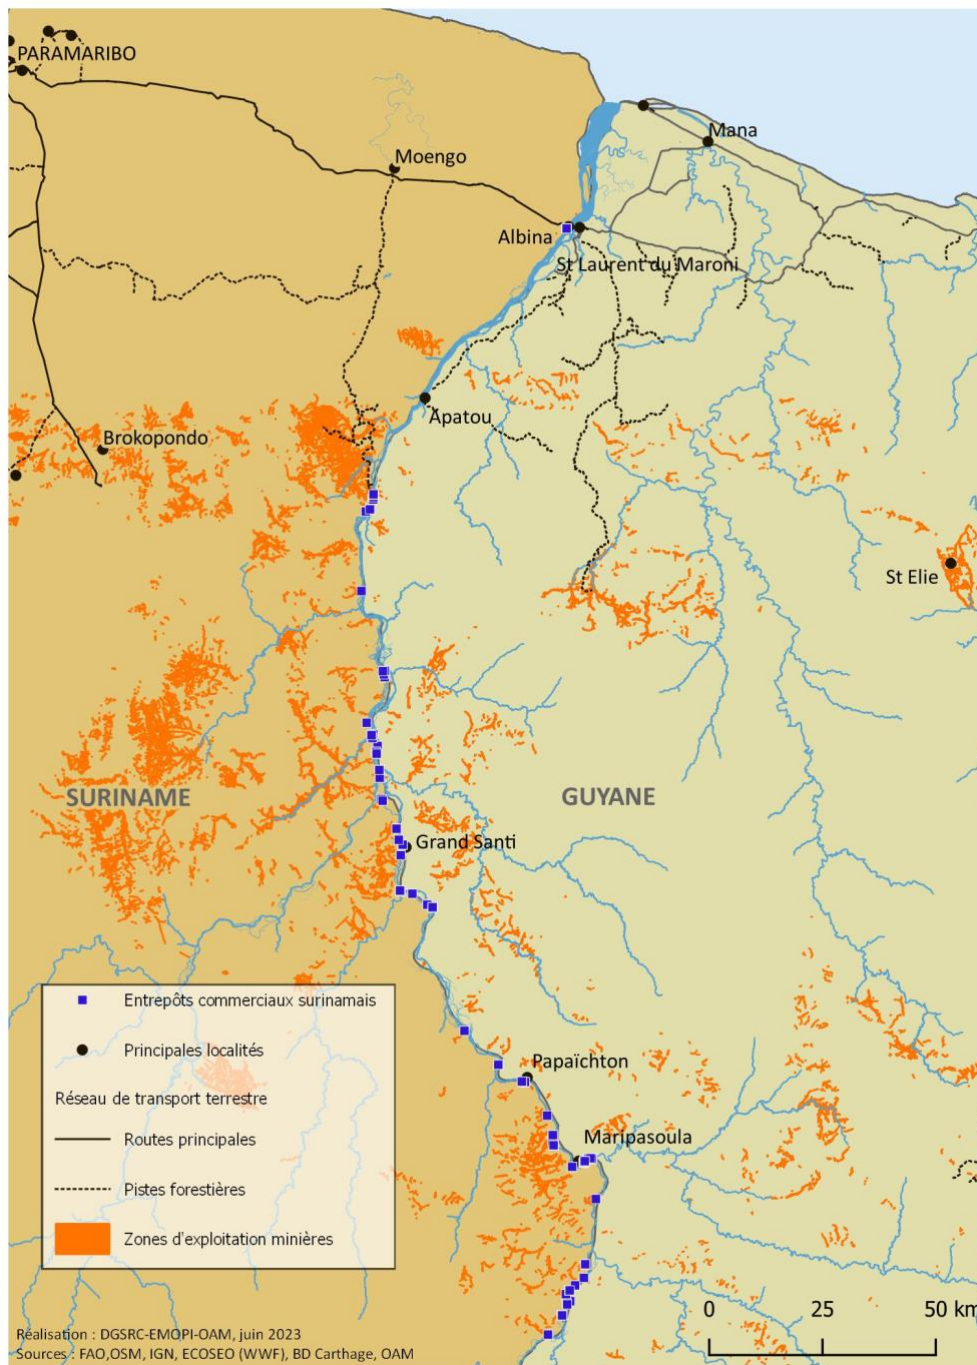 PARAMARIBO
Mana
Moengo
Albina
St Laurent du Maroni
Apatou
Brokopondo
St Elie
SURINAME
GUYANE
Grand Santi
Entrepôts commerciaux surinamais
Principales localités
Réseau de transport terrestre
Routes principales
Pistes forestières
Zones d'exploitation minières
Papaïchton
Maripasoula
0 25 50 km
Réalisation : DGSRC-EMOPI-OAM, juin 2023
Sources : FAO,OSM, IGN, ECOSEO (WWF), BD Carthage, OAM